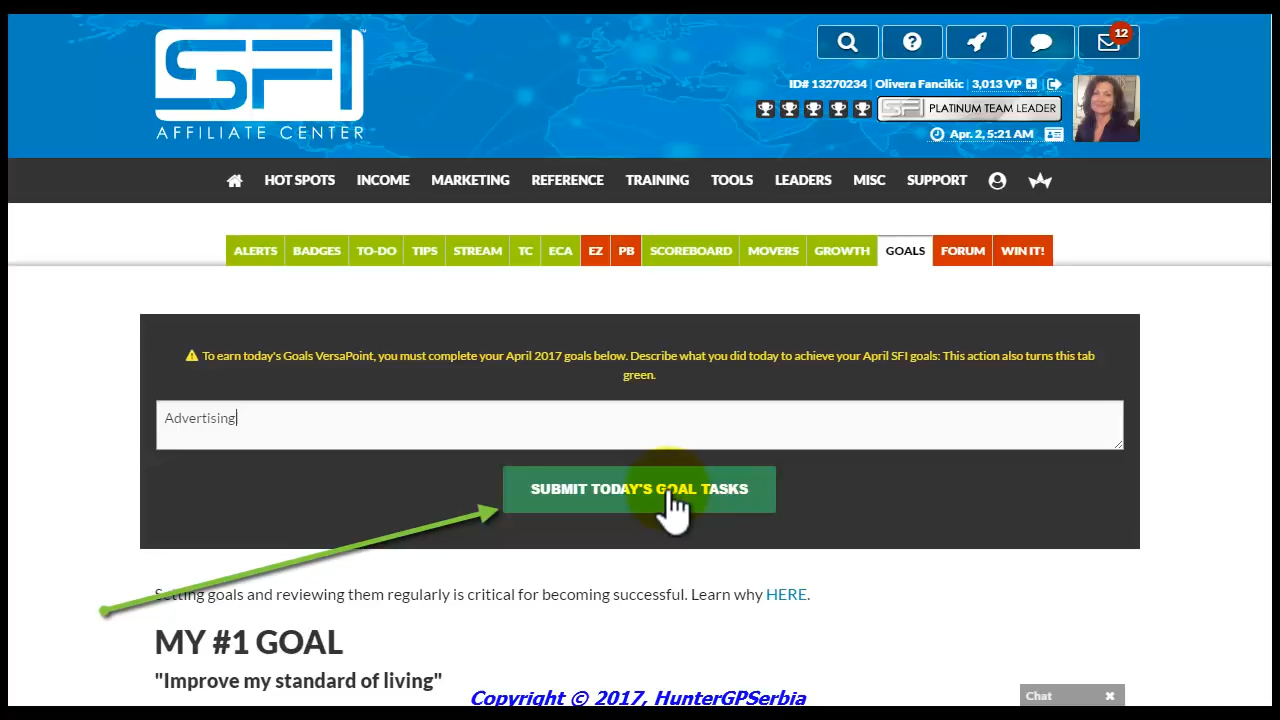 SFI
AFFILIATE CENTER
12
ID# 13270234 | Olivera Fancikic | 3,013 VP
SFI PLATINUM TEAM LEADER
Apr. 2, 5:21 AM
HOT SPOTS INCOME MARKETING REFERENCE TRAINING TOOLS LEADERS MISC SUPPORT
ALERTS BADGES TO-DO TIPS STREAM TC ECA EZ PB SCOREBOARD MOVERS GROWTH GOALS FORUM WIN IT!
To earn today's Goals VersaPoint, you must complete your April 2017 goals below. Describe what you did today to achieve your April SFI goals: This action also turns this tab
green.
Advertising
SUBMIT TODAY'S GOAL TASKS
Setting goals and reviewing them regularly is critical for becoming successful. Learn why HERE.
MY #1 GOAL
"Improve my standard of living"
Copyright © 2017, HunterGPSerbia
Chat